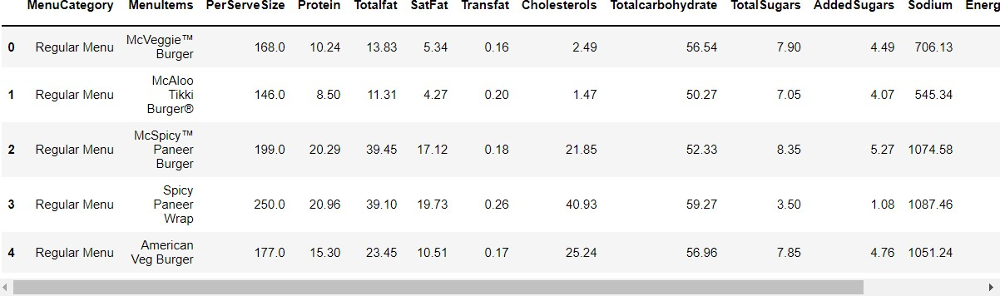 MenuCategory MenuItems PerServeSize Protein Totalfat SatFat Transfat Cholesterols Totalcarbohydrate TotalSugars AddedSugars Sodium Energ
0 Regular Menu McVeggie™ Burger 168.0 10.24 13.83 5.34 0.16 2.49 56.54 7.90 4.49 706.13
1 Regular Menu McAloo Tikki Burger® 146.0 8.50 11.31 4.27 0.20 1.47 50.27 7.05 4.07 545.34
2 Regular Menu McSpicy™ Paneer Burger 199.0 20.29 39.45 17.12 0.18 21.85 52.33 8.35 5.27 1074.58
3 Regular Menu Spicy Paneer Wrap 250.0 20.96 39.10 19.73 0.26 40.93 59.27 3.50 1.08 1087.46
4 Regular Menu American Veg Burger 177.0 15.30 23.45 10.51 0.17 25.24 56.96 7.85 4.76 1051.24